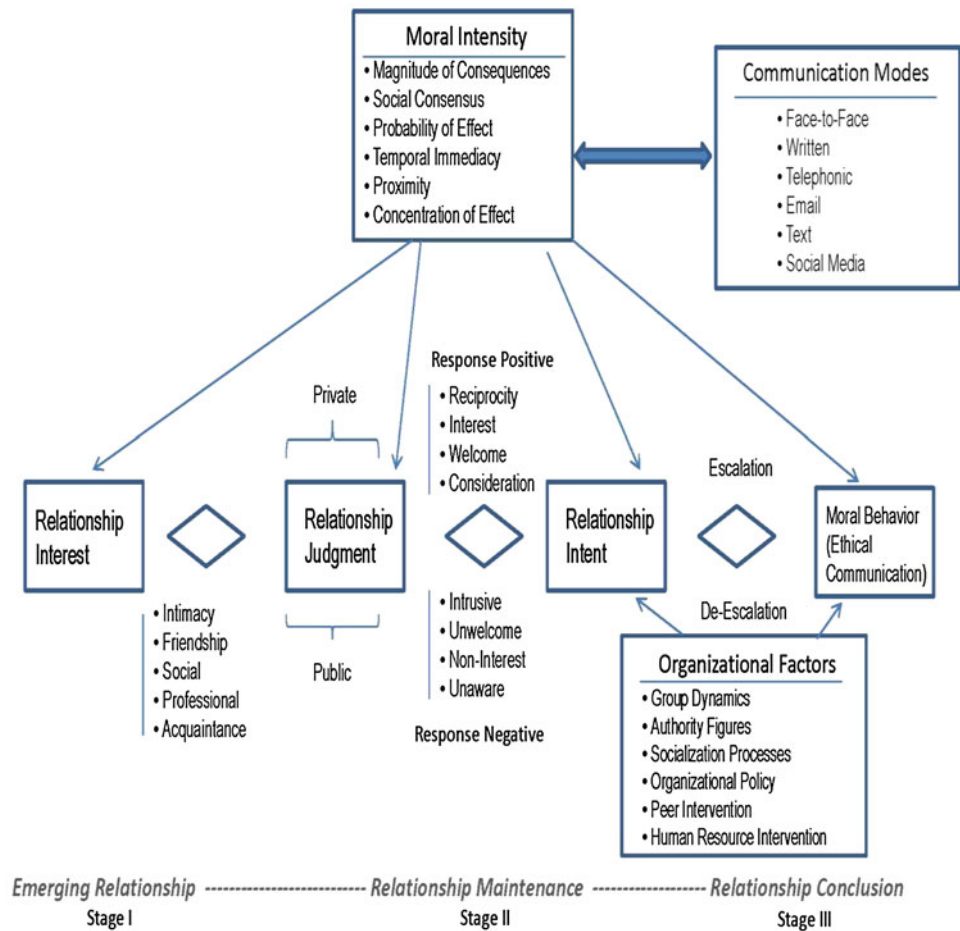 Moral Intensity
• Magnitude of Consequences
• Social Consensus
• Probability of Effect
• Temporal Immediacy
• Proximity
• Concentration of Effect
Communication Modes
• Face-to-Face
• Written
• Telephonic
• Email
• Text
• Social Media
Response Positive
• Reciprocity
• Interest
• Welcome
• Consideration
Private
Escalation
Relationship
Interest
Relationship
Judgment
Relationship
Intent
Moral Behavior
(Ethical
Communication)
• Intimacy
• Friendship
• Social
• Professional
• Acquaintance
Public
• Intrusive
• Unwelcome
• Non-Interest
• Unaware
Response Negative
De-Escalation
Organizational Factors
• Group Dynamics
• Authority Figures
• Socialization Processes
• Organizational Policy
• Peer Intervention
• Human Resource Intervention
Emerging Relationship ----------------- Relationship Maintenance ------------- Relationship Conclusion
Stage I Stage II Stage III